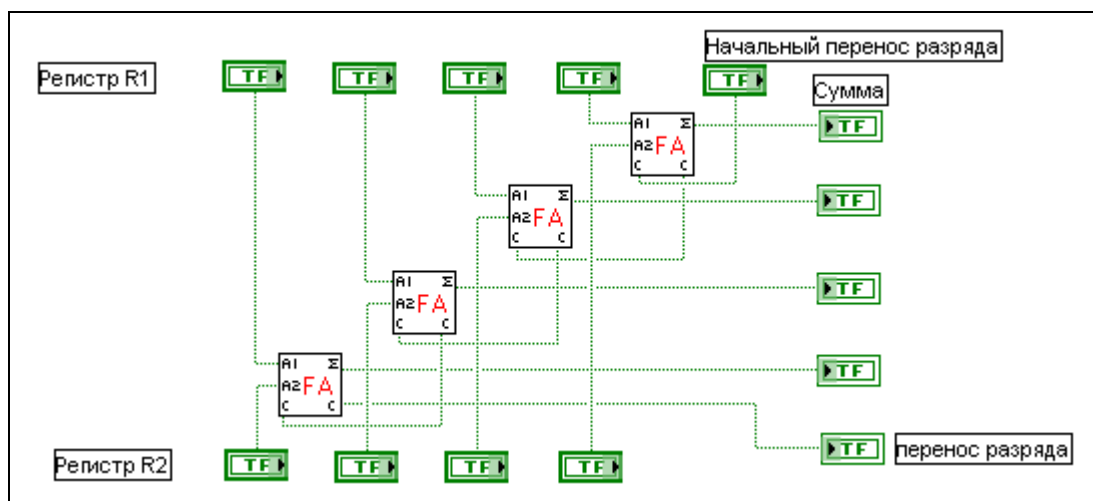 Начальный перенос разряда
Регистр R1
TF TF TF TF TF
Сумма
A1 Σ
A2 FA
C C
TF
A1 Σ
A2 FA
C C
TF
A1 Σ
A2 FA
C C
TF
A1 Σ
A2 FA
C C
TF
Регистр R2
TF TF TF TF
TF перенос разряда